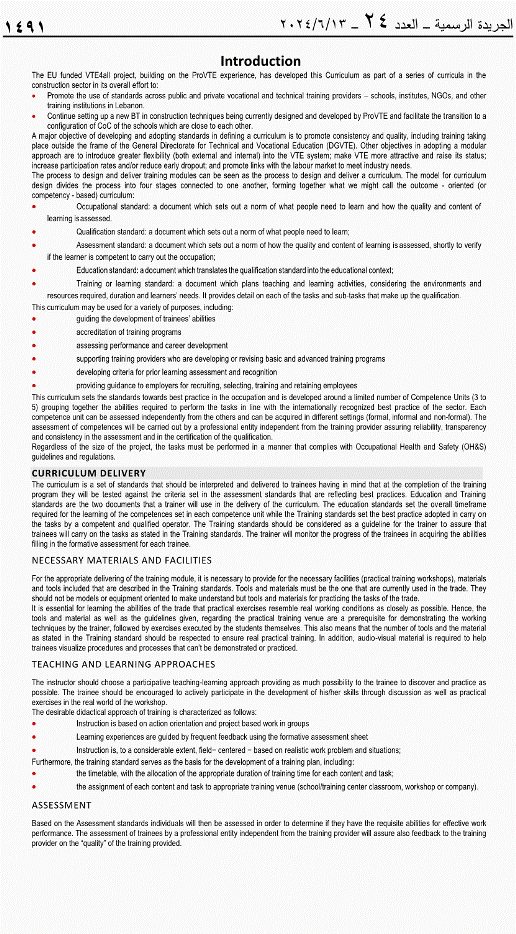 الجريدة الرسمية – العدد ٢٤ – ٢٠٢٤/٦/١٣
١٤٩١
Introduction
The EU funded VTE4all project, building on the ProVTE experience, has developed this Curriculum as part of a series of curricula in the
construction sector in its overall effort to:
• Promote the use of standards across public and private vocational and technical training providers – schools, institutes, NGOs, and other
training institutions in Lebanon.
• Continue setting up a new BT in construction techniques being currently designed and developed by ProVTE and facilitate the transition to a
configuration of CoC of the schools which are close to each other.
A major objective of developing and adopting standards in defining a curriculum is to promote consistency and quality, including training taking
place outside the frame of the General Directorate for Technical and Vocational Education (DGVTE). Other objectives in adopting a modular
approach are to introduce greater flexibility (both external and internal) into the VTE system; make VTE more attractive and raise its status;
increase participation rates and/or reduce early dropout; and promote links with the labour market to meet industry needs.
The process to design and deliver training modules can be seen as the process to design and deliver a curriculum. The model for curriculum
design divides the process into four stages connected to one another, forming together what we might call the outcome - oriented (or
competency - based) curriculum:
• Occupational standard: a document which sets out a norm of what people need to learn and how the quality and content of
learning is assessed.
• Qualification standard: a document which sets out a norm of what people need to learn;
• Assessment standard: a document which sets out a norm of how the quality and content of learning is assessed, shortly to verify
if the learner is competent to carry out the occupation;
• Education standard: a document which translates the qualification standard into the educational context;
• Training or learning standard: a document which plans teaching and learning activities, considering the environments and
resources required, duration and learners' needs. It provides detail on each of the tasks and sub-tasks that make up the qualification.
This curriculum may be used for a variety of purposes, including:
• guiding the development of trainees' abilities
• accreditation of training programs
• assessing performance and career development
• supporting training providers who are developing or revising basic and advanced training programs
• developing criteria for prior learning assessment and recognition
• providing guidance to employers for recruiting, selecting, training and retaining employees
This curriculum sets the standards towards best practice in the occupation and is developed around a limited number of Competence Units (3 to
5) grouping together the abilities required to perform the tasks in line with the internationally recognized best practice of the sector. Each
competence unit can be assessed independently from the others and can be acquired in different settings (formal, informal and non-formal). The
assessment of competences will be carried out by a professional entity independent from the training provider assuring reliability, transparency
and consistency in the assessment and in the certification of the qualification.
Regardless of the size of the project, the tasks must be performed in a manner that complies with Occupational Health and Safety (OH&S)
guidelines and regulations.
CURRICULUM DELIVERY
The curriculum is a set of standards that should be interpreted and delivered to trainees having in mind that at the completion of the training
program they will be tested against the criteria set in the assessment standards that are reflecting best practices. Education and Training
standards are the two documents that a trainer will use in the delivery of the curriculum. The education standards set the overall timeframe
required for the learning of the competences set in each competence unit while the Training standards set the best practice adopted in carry on
the tasks by a competent and qualified operator. The Training standards should be considered as a guideline for the trainer to assure that
trainees will carry on the tasks as stated in the Training standards. The trainer will monitor the progress of the trainees in acquiring the abilities
filling in the formative assessment for each trainee.
NECESSARY MATERIALS AND FACILITIES
For the appropriate delivering of the training module, it is necessary to provide for the necessary facilities (practical training workshops), materials
and tools included that are described in the Training standards. Tools and materials must be the one that are currently used in the trade. They
should not be models or equipment oriented to make understand but tools and materials for practicing the tasks of the trade.
It is essential for learning the abilities of the trade that practical exercises resemble real working conditions as closely as possible. Hence, the
tools and material as well as the guidelines given, regarding the practical training venue are a prerequisite for demonstrating the working
techniques by the trainer, followed by exercises executed by the students themselves. This also means that the number of tools and the material
as stated in the Training standard should be respected to ensure real practical training. In addition, audio-visual material is required to help
trainees visualize procedures and processes that can't be demonstrated or practiced.
TEACHING AND LEARNING APPROACHES
The instructor should choose a participative teaching-learning approach providing as much possibility to the trainee to discover and practice as
possible. The trainee should be encouraged to actively participate in the development of his/her skills through discussion as well as practical
exercises in the real world of the workshop.
The desirable didactical approach of training is characterized as follows:
• Instruction is based on action orientation and project based work in groups
• Learning experiences are guided by frequent feedback using the formative assessment sheet
• Instruction is, to a considerable extent, field– centered – based on realistic work problem and situations;
Furthermore, the training standard serves as the basis for the development of a training plan, including:
• the timetable, with the allocation of the appropriate duration of training time for each content and task;
• the assignment of each content and task to appropriate training venue (school/training center classroom, workshop or company).
ASSESSMENT
Based on the Assessment standards individuals will then be assessed in order to determine if they have the requisite abilities for effective work
performance. The assessment of trainees by a professional entity independent from the training provider will assure also feedback to the training
provider on the "quality" of the training provided.